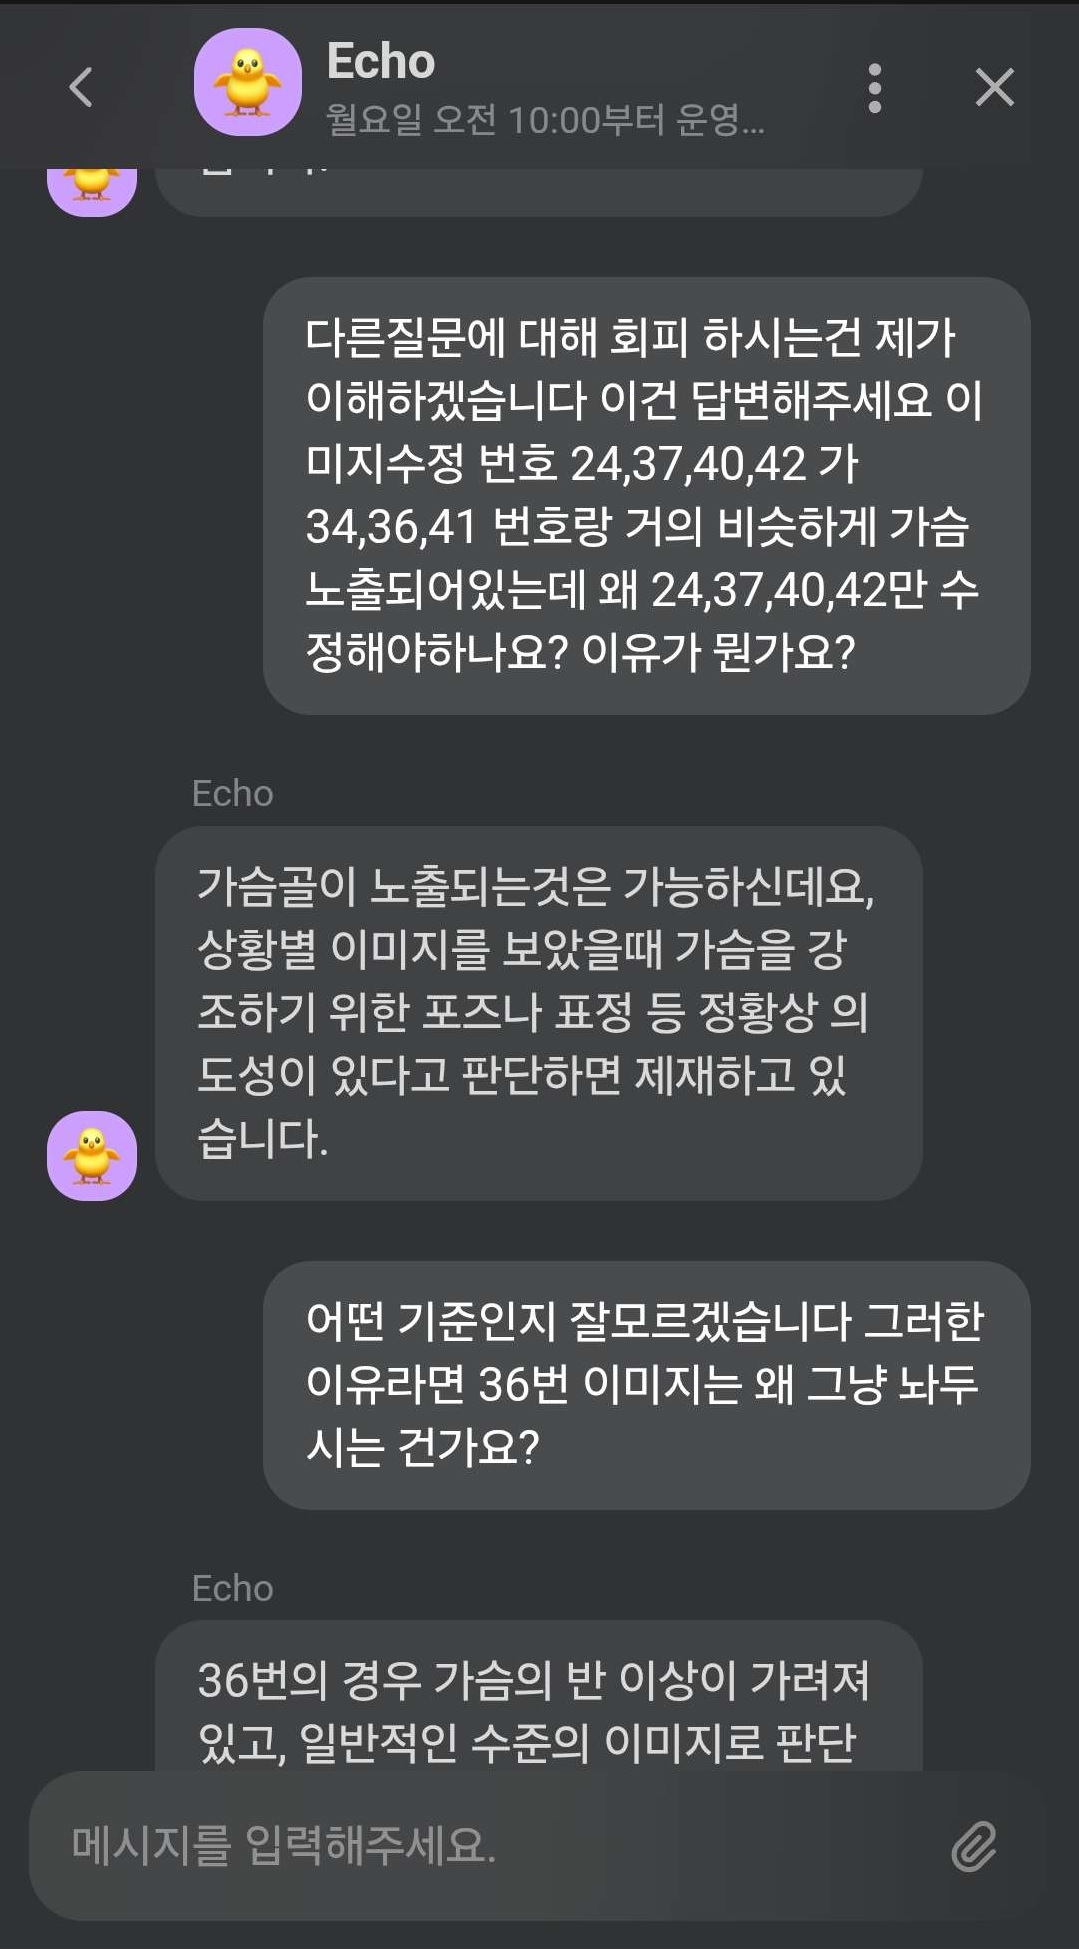 Echo
월요일 오전 10:00부터 운영...
다른질문에 대해 회피 하시는건 제가
이해하겠습니다 이건 답변해주세요 이
미지수정 번호 24,37,40,42 가
34,36,41 번호랑 거의 비슷하게 가슴
노출되어있는데 왜 24,37,40,42만 수
정해야하나요? 이유가 뭔가요?
Echo
가슴골이 노출되는것은 가능하신데요,
상황별 이미지를 보았을때 가슴을 강
조하기 위한 포즈나 표정 등 정황상 의
도성이 있다고 판단하면 제재하고 있
습니다.
어떤 기준인지 잘모르겠습니다 그러한
이유라면 36번 이미지는 왜 그냥 놔두
시는 건가요?
Echo
36번의 경우 가슴의 반 이상이 가려져
있고, 일반적인 수준의 이미지로 판단
메시지를 입력해주세요.